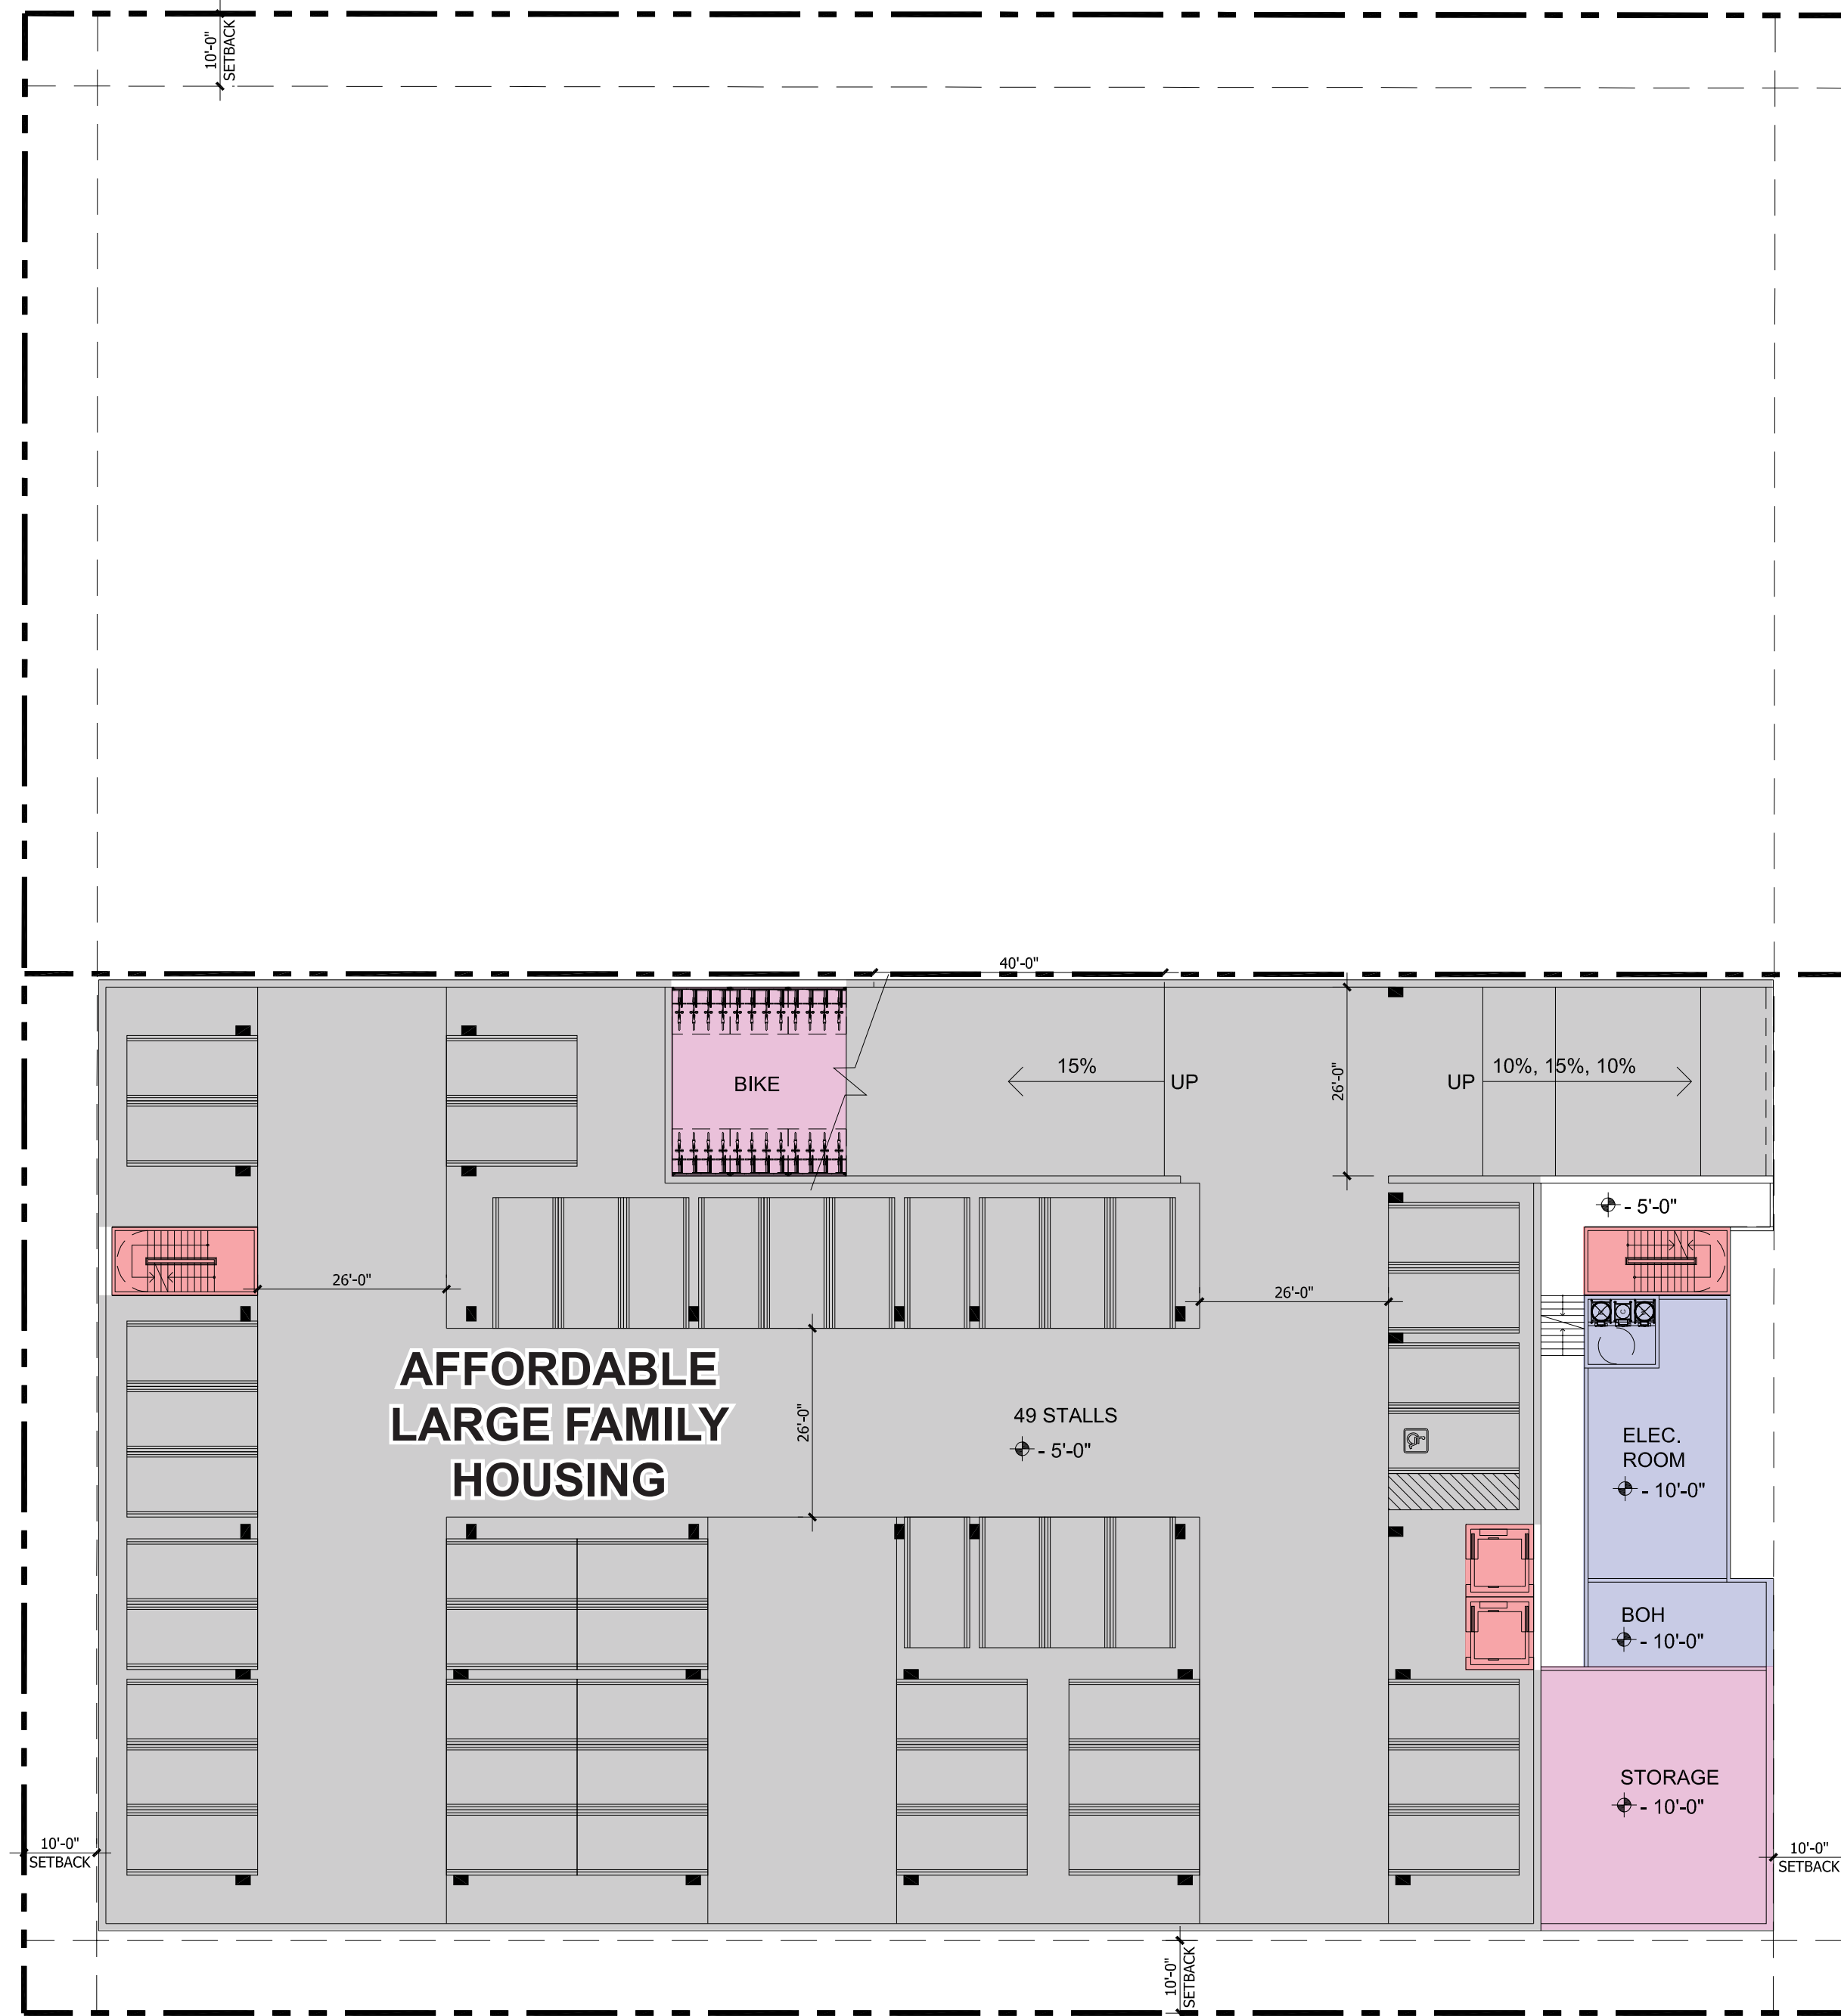 10'-0"
SETBACK
40'-0"
15%
UP
26'-0"
UP
10%, 15%, 10%
BIKE
- 5'-0"
26'-0"
26'-0"
AFFORDABLE
LARGE FAMILY
HOUSING
26'-0"
49 STALLS
- 5'-0"
ELEC.
ROOM
- 10'-0"
BOH
- 10'-0"
STORAGE
- 10'-0"
10'-0"
SETBACK
10'-0"
SETBACK
10'-0"
SETBACK